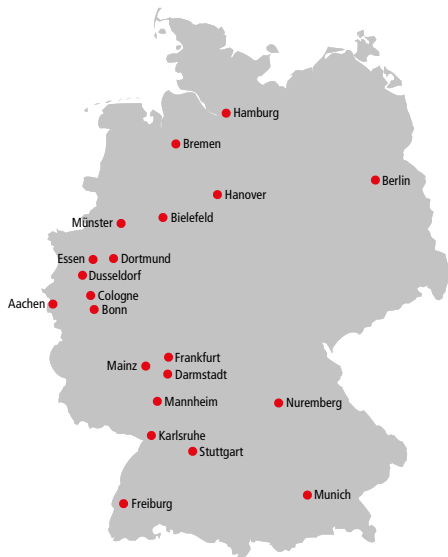 Hamburg
Bremen
Berlin
Hanover
Bielefeld
Münster
Essen
Dortmund
Dusseldorf
Cologne
Aachen
Bonn
Frankfurt
Mainz
Darmstadt
Mannheim
Nuremberg
Karlsruhe
Stuttgart
Munich
Freiburg